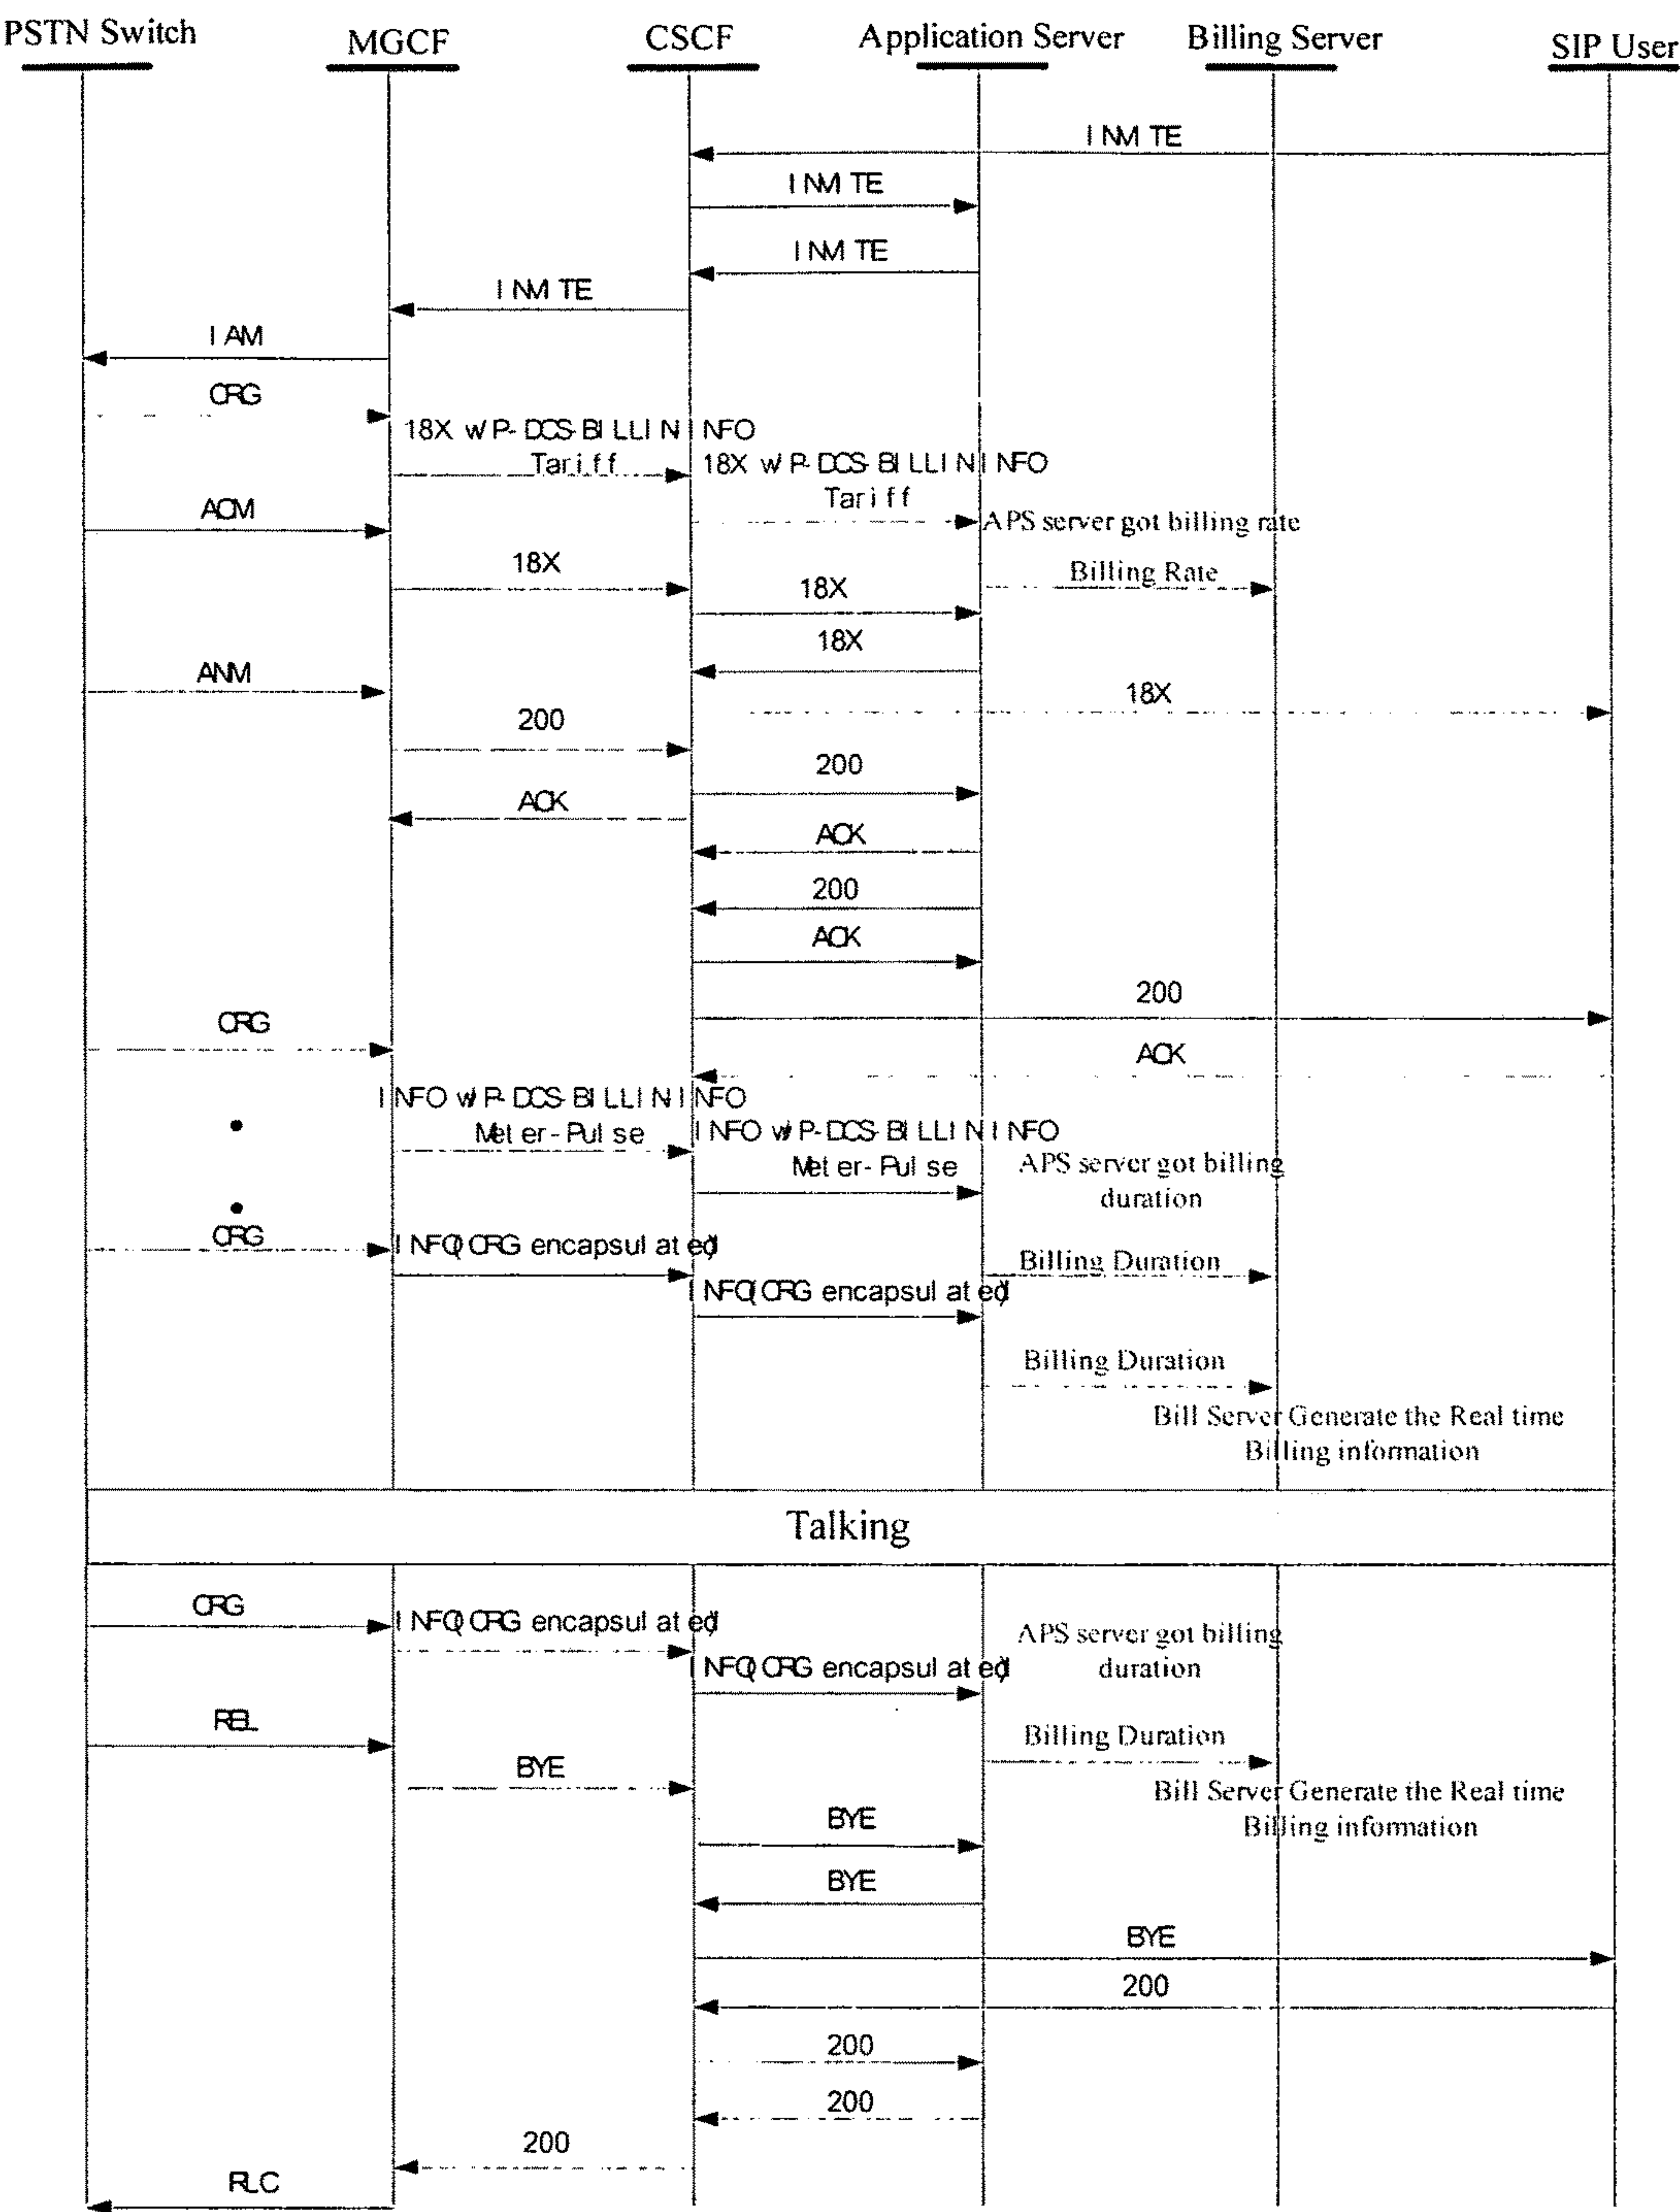 PSTN Switch
MGCF
CSCF
Application Server
Billing Server
SIP User
INVITE
INVITE
INVITE
INVITE
IAM
CRG
18X w/P-DCS-BILLIN INFO
Tariff
18X w/P-DCS-BILLIN INFO
Tariff
ACM
APS server got billing rate
18X
Billing Rate
18X
18X
ANM
18X
200
200
ACK
ACK
200
ACK
200
CRG
ACK
INFO w/P-DCS-BILLIN INFO
Meter-Pulse
INFO w/P-DCS-BILLIN INFO
Meter-Pulse
APS server got billing
duration
CRG
INFO(CRG encapsulated)
Billing Duration
INFO(CRG encapsulated)
Billing Duration
Bill Server Generate the Real time
Billing information
Talking
CRG
INFO(CRG encapsulated)
APS server got billing
duration
INFO(CRG encapsulated)
REL
Billing Duration
BYE
Bill Server Generate the Real time
Billing information
BYE
BYE
BYE
200
200
200
200
RLC